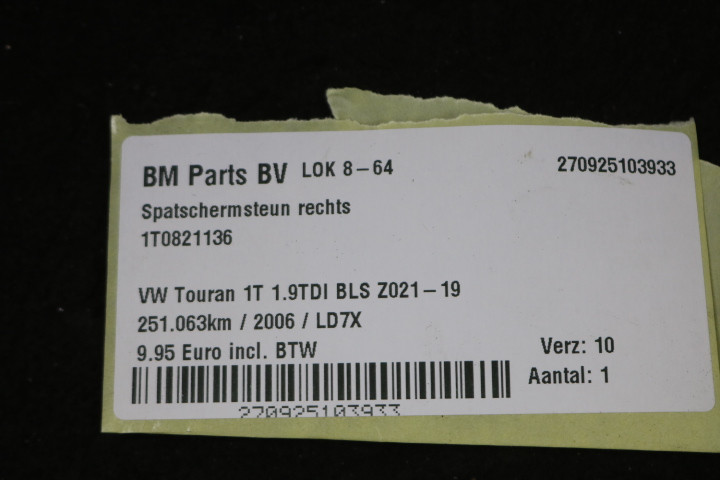 BM Parts BV LOK 8-64 270925103933
Spatschermsteun rechts
1T0821136
VW Touran 1T 1.9TDI BLS Z021-19
251.063km / 2006 / LD7X
9.95 Euro incl. BTW Verz: 10
Aantal: 1
270925103933